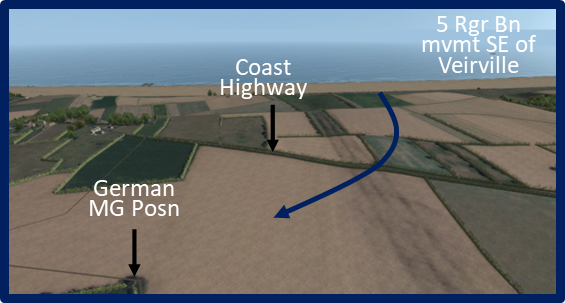 5 Rgr Bn
mvmt SE of
Veirville
Coast
Highway
German
MG Posn